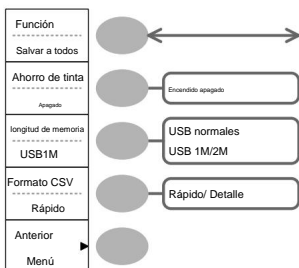 Función
Salvar a todos
Ahorro de tinta
Apagado
Encendido apagado
longitud de memoria
USB1M
USB normales
USB 1M/2M
Formato CSV
Rápido
Rápido/ Detalle
Anterior
Menú